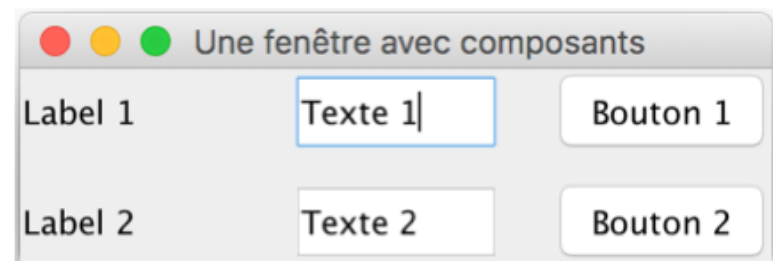 Une fenêtre avec composants
Label 1 Texte 1 Bouton 1
Label 2 Texte 2 Bouton 2